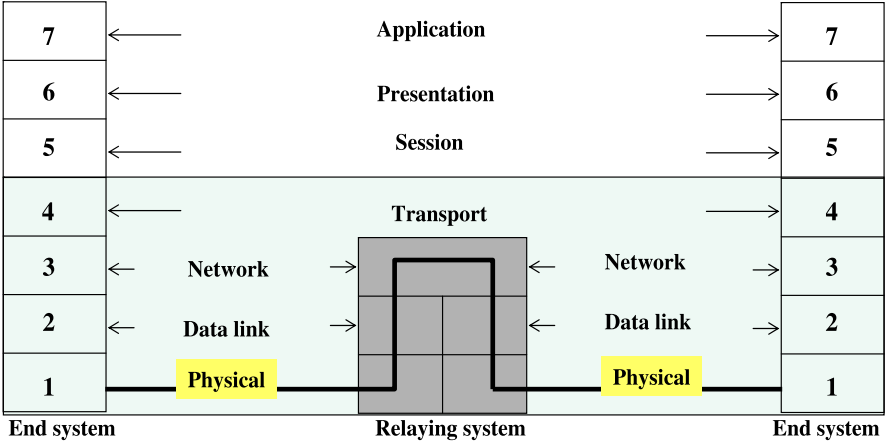 7 Application 7
6 Presentation 6
5 Session 5
4 Transport 4
3 Network Network 3
2 Data link Data link 2
1 Physical Physical 1
End system Relaying system End system